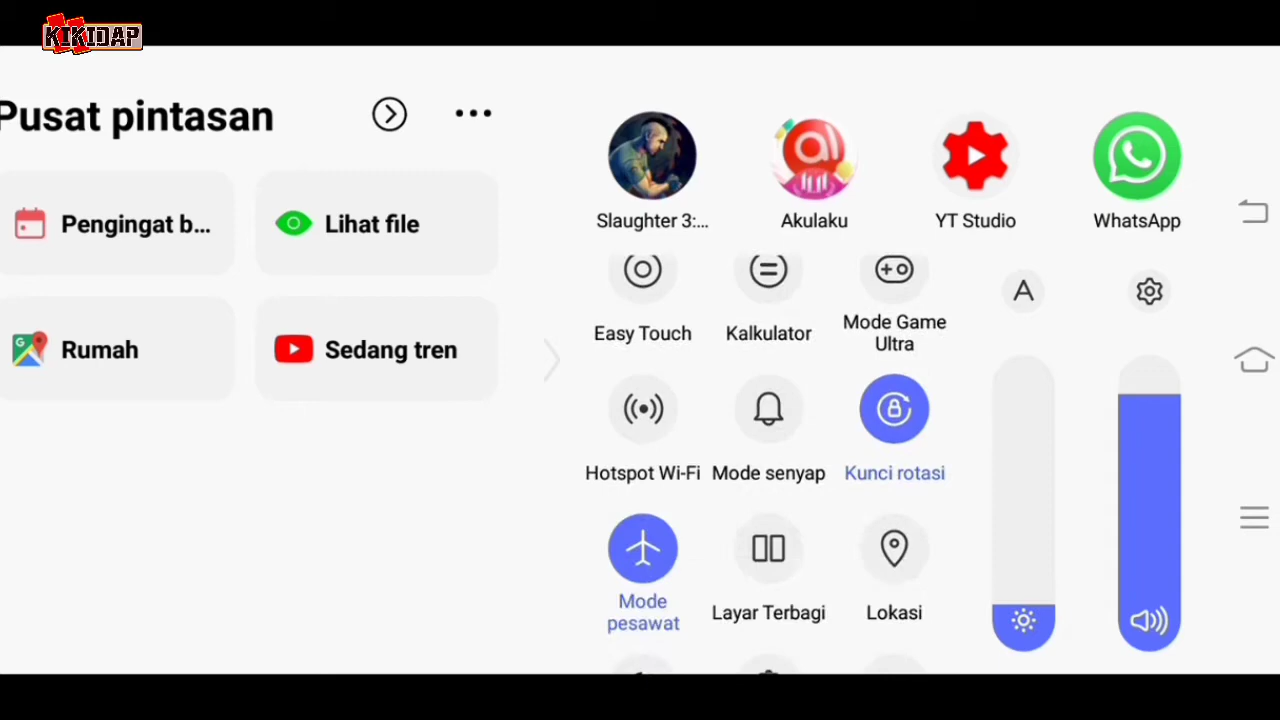 KIKIDAP
Pusat pintasan
Pengingat b...
Lihat file
Rumah
Sedang tren
Slaughter 3:...
Akulaku
YT Studio
WhatsApp
Easy Touch
Kalkulator
Mode Game
Ultra
A
Hotspot Wi-Fi
Mode senyap
Kunci rotasi
Mode
pesawat
Layar Terbagi
Lokasi